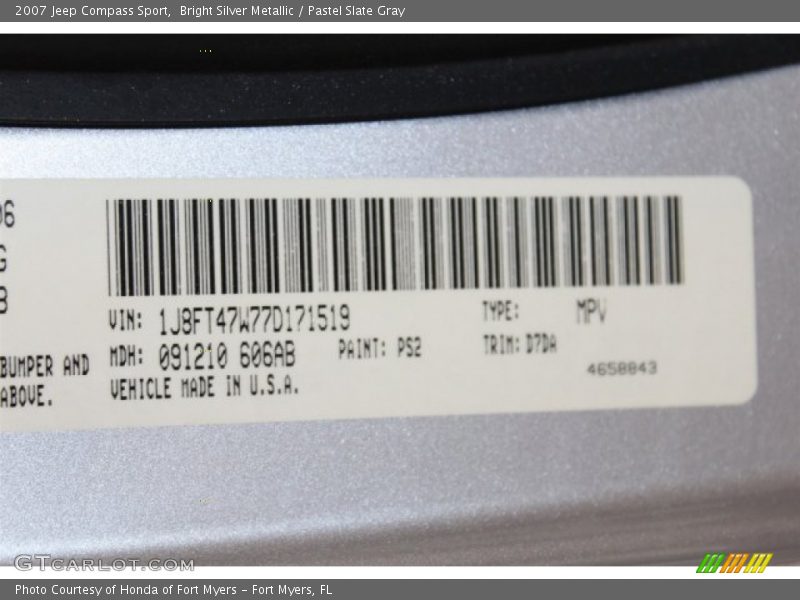 2007 Jeep Compass Sport, Bright Silver Metallic / Pastel Slate Gray
06
G
B
VIN: 1J8FT47W77D171519
TYPE: MPV
BUMPER AND
MDH: 091210 606AB
PAINT: PS2
TRIM: D7DA
ABOVE.
VEHICLE MADE IN U.S.A.
4658843
GTCARLOT.COM
Photo Courtesy of Honda of Fort Myers - Fort Myers, FL